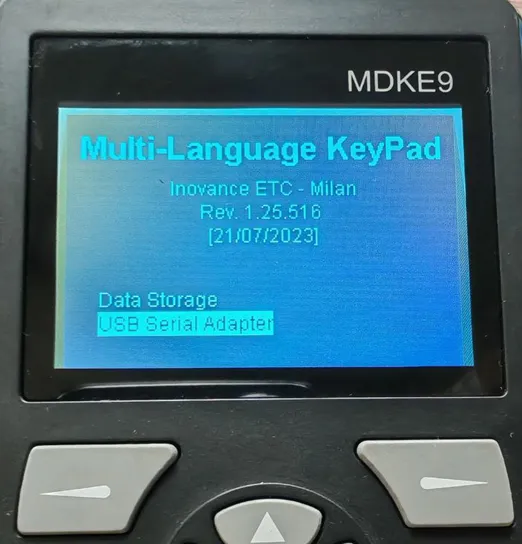 MDKE9
Multi-Language KeyPad
Inovance ETC - Milan
Rev. 1.25.516
[21/07/2023]
Data Storage
USB Serial Adapter